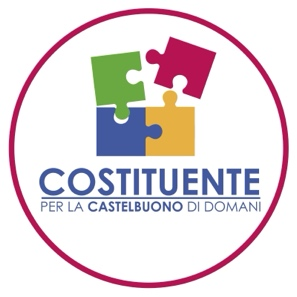 COSTITUENTE
PER LA CASTELBUONO DI DOMANI